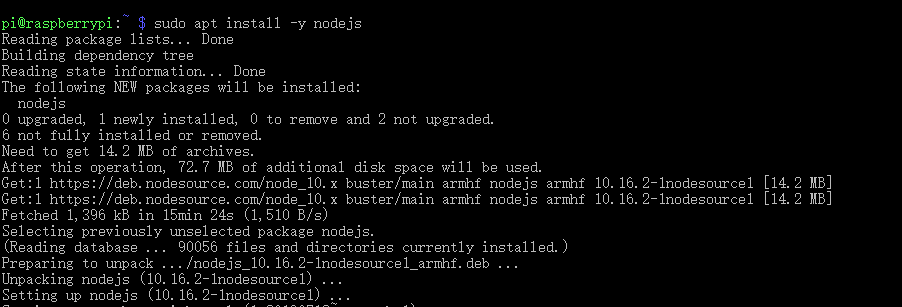 pi@raspberrypi:~ $ sudo apt install -y nodejs
Reading package lists... Done
Building dependency tree
Reading state information... Done
The following NEW packages will be installed:
  nodejs
0 upgraded, 1 newly installed, 0 to remove and 2 not upgraded.
6 not fully installed or removed.
Need to get 14.2 MB of archives.
After this operation, 72.7 MB of additional disk space will be used.
Get:1 https://deb.nodesource.com/node_10.x buster/main armhf nodejs armhf 10.16.2-1nodesource1 [14.2 MB]
Get:1 https://deb.nodesource.com/node_10.x buster/main armhf nodejs armhf 10.16.2-1nodesource1 [14.2 MB]
Fetched 1,396 kB in 15min 24s (1,510 B/s)
Selecting previously unselected package nodejs.
(Reading database ... 90056 files and directories currently installed.)
Preparing to unpack .../nodejs_10.16.2-1nodesource1_armhf.deb ...
Unpacking nodejs (10.16.2-1nodesource1) ...
Setting up nodejs (10.16.2-1nodesource1) ...